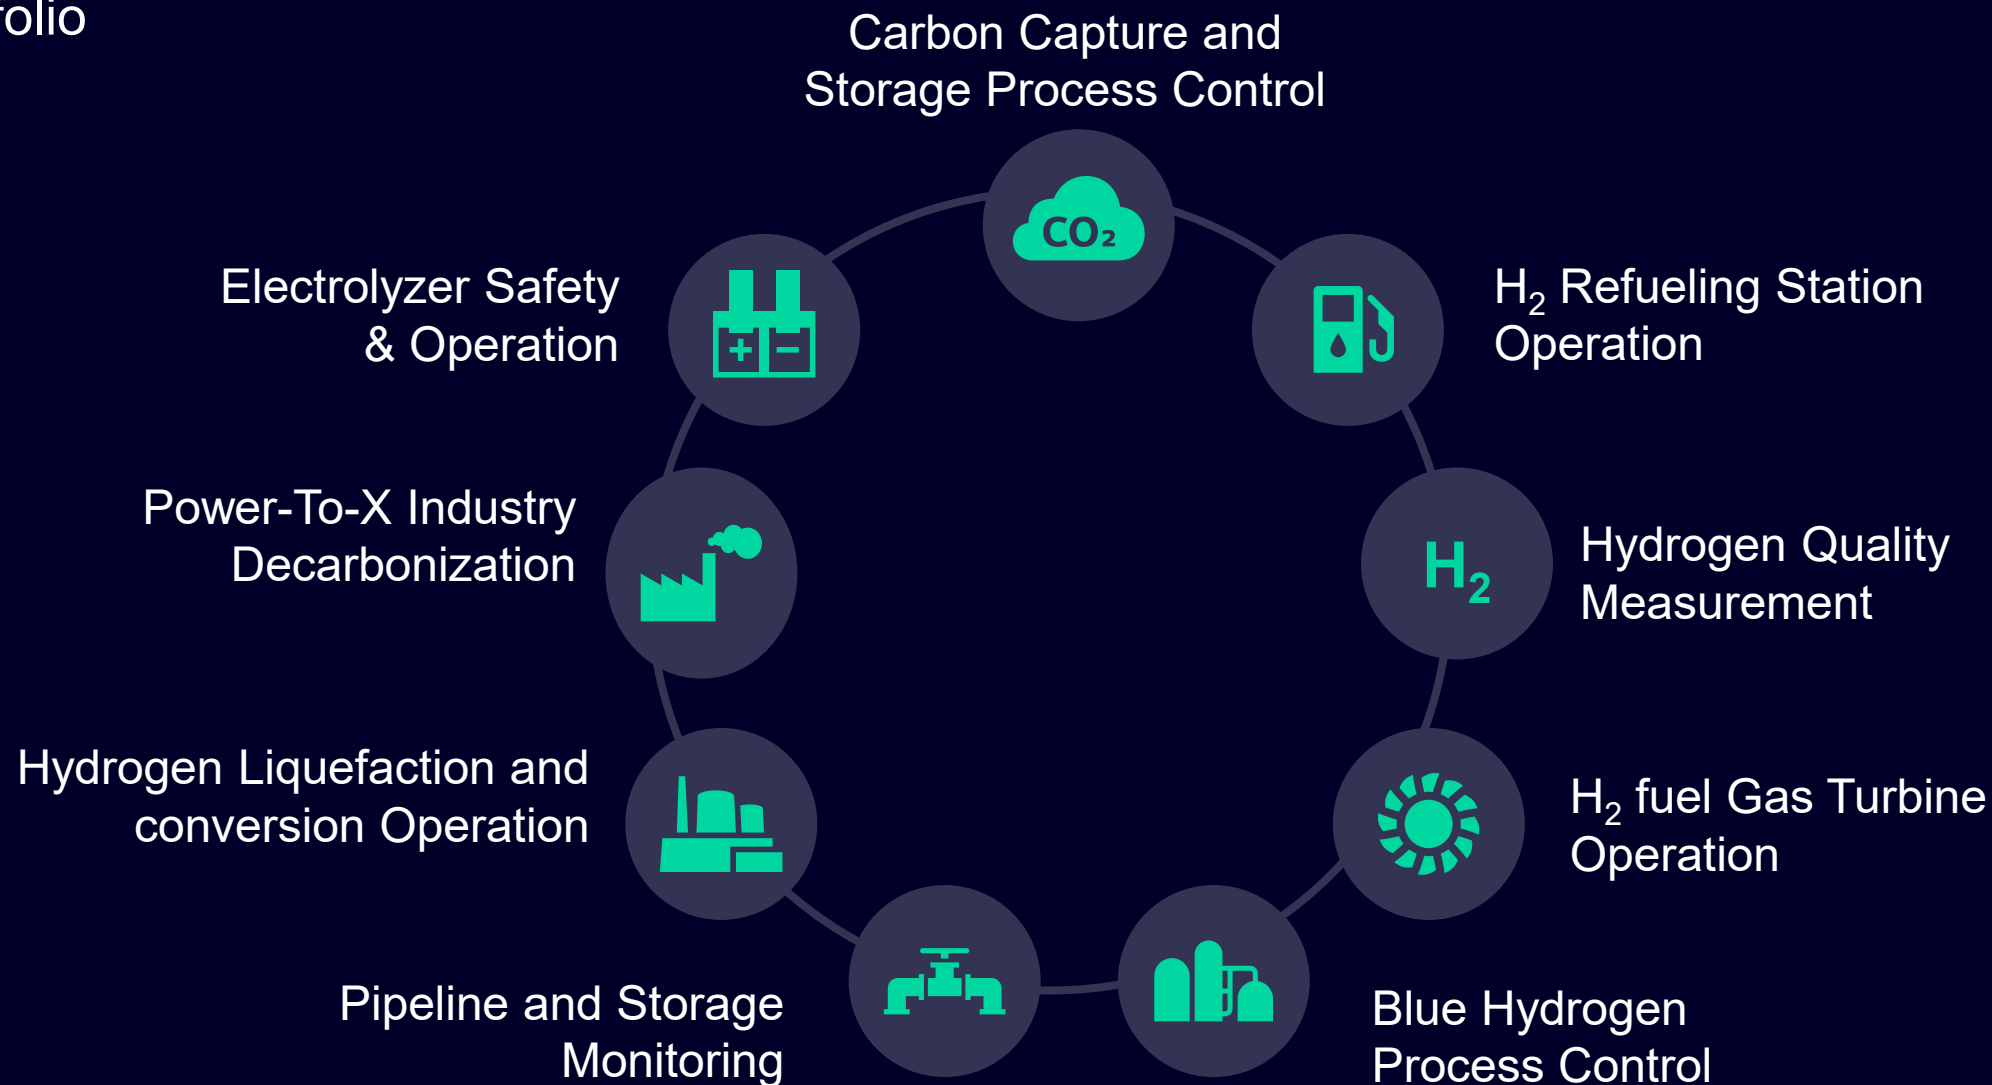 Carbon Capture and
Storage Process Control
CO₂
Electrolyzer Safety
& Operation
H₂ Refueling Station
Operation
Power-To-X Industry
Decarbonization
H₂
Hydrogen Quality
Measurement
Hydrogen Liquefaction and
conversion Operation
H₂ fuel Gas Turbine
Operation
Pipeline and Storage
Monitoring
Blue Hydrogen
Process Control